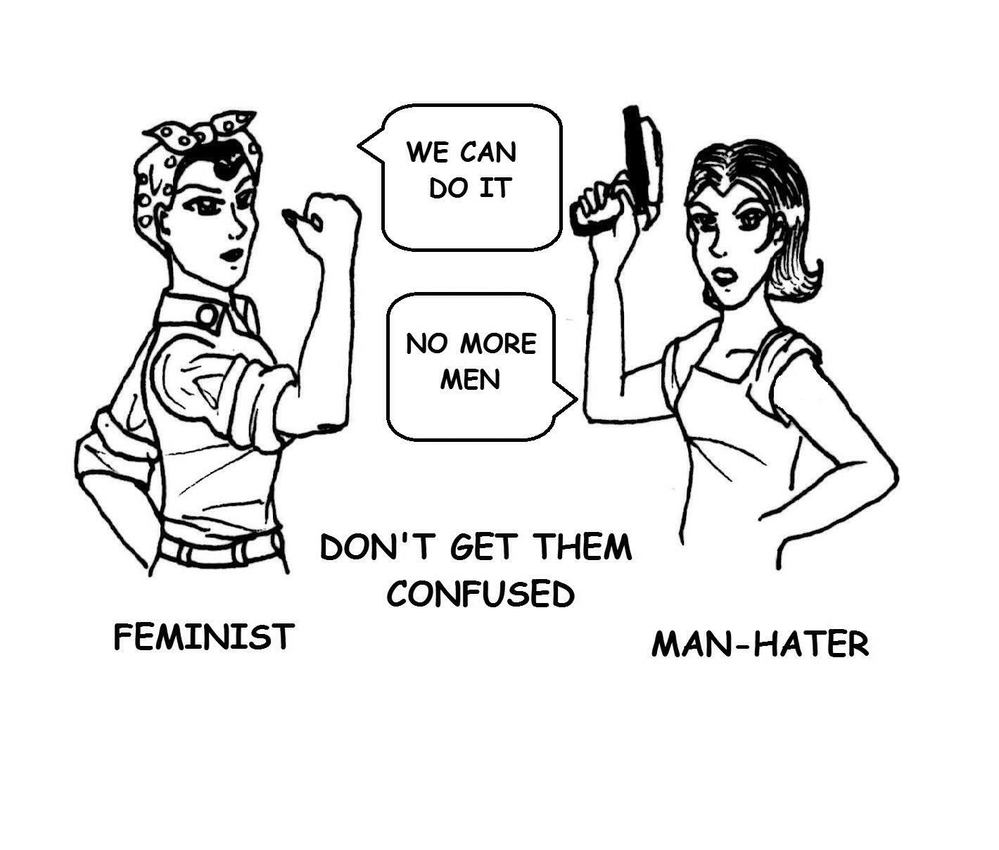 WE CAN
DO IT
NO MORE
MEN
DON'T GET THEM
CONFUSED
FEMINIST
MAN-HATER